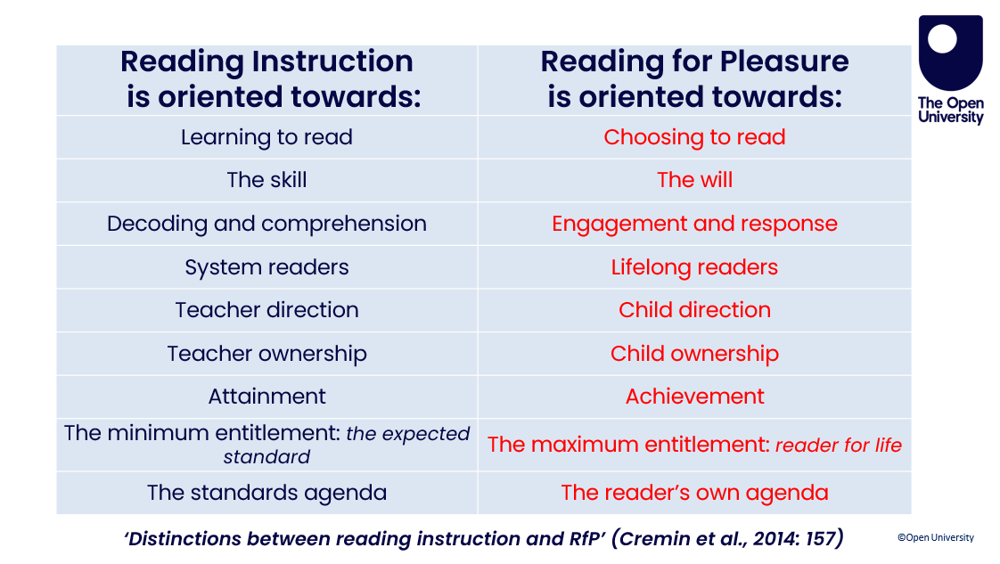 Reading Instruction
is oriented towards:
Reading for Pleasure
is oriented towards:
The Open
University
Learning to read
Choosing to read
The skill
The will
Decoding and comprehension
Engagement and response
System readers
Lifelong readers
Teacher direction
Child direction
Teacher ownership
Child ownership
Attainment
Achievement
The minimum entitlement: the expected
standard
The maximum entitlement: reader for life
The standards agenda
The reader’s own agenda
‘Distinctions between reading instruction and RfP’ (Cremin et al., 2014: 157)
©Open University